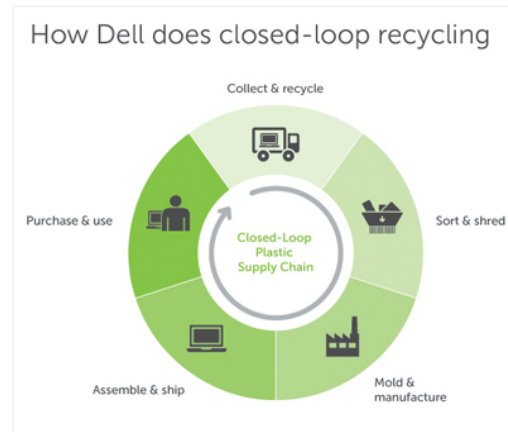 How Dell does closed-loop recycling
Collect & recycle
Sort & shred
Mold &
manufacture
Assemble & ship
Purchase & use
Closed-Loop
Plastic
Supply Chain